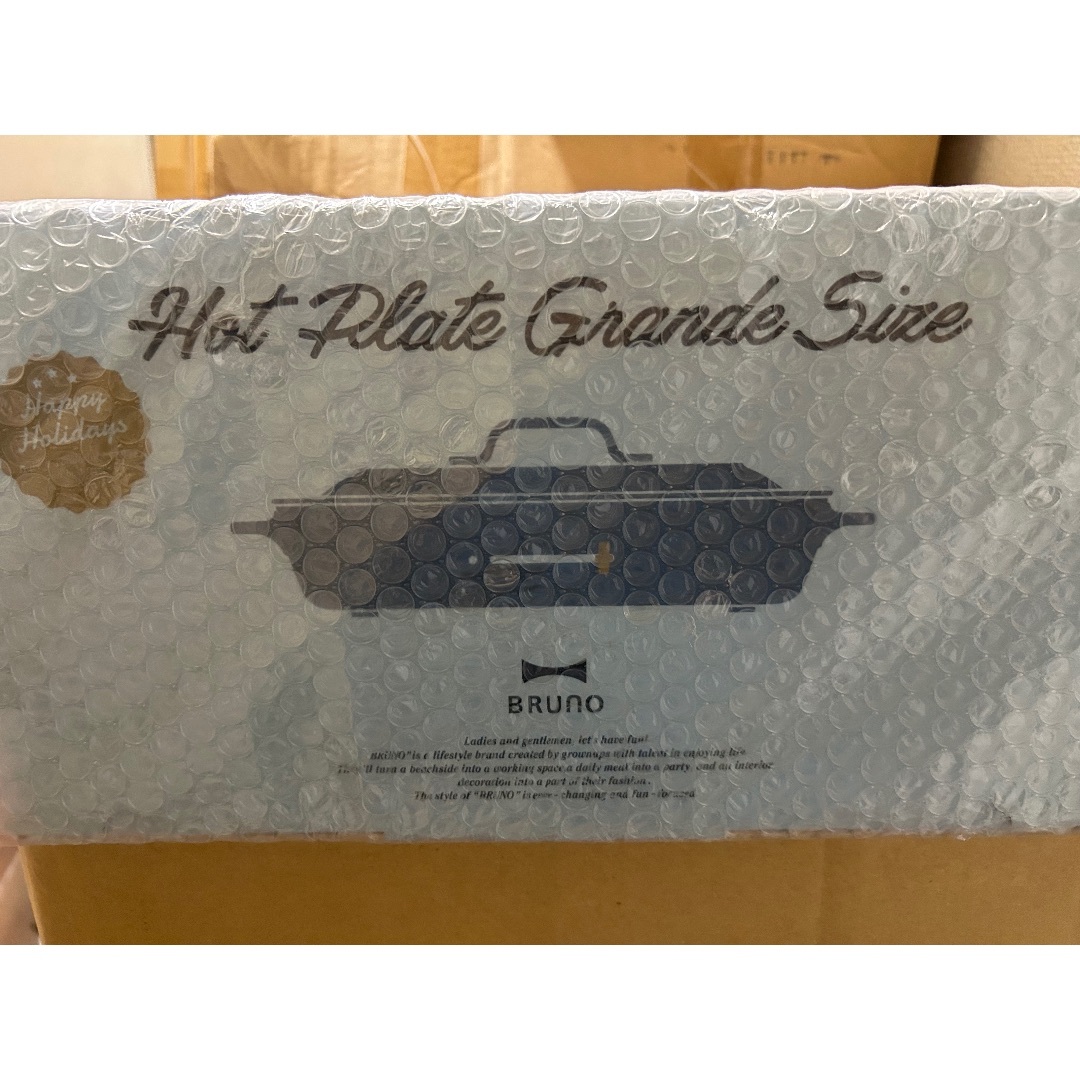 Hot Plate Grande Size
Happy
Holidays
BRUNO
Ladies and gentlemen, let's have fun!
"BRUNO" is a lifestyle brand created by grownups with talent in enjoying life.
They'll turn a beachside into a working space, a daily meal into a party, and an interior
decoration into a part of their fashion.
The style of "BRUNO" is ever-changing and fun-focused